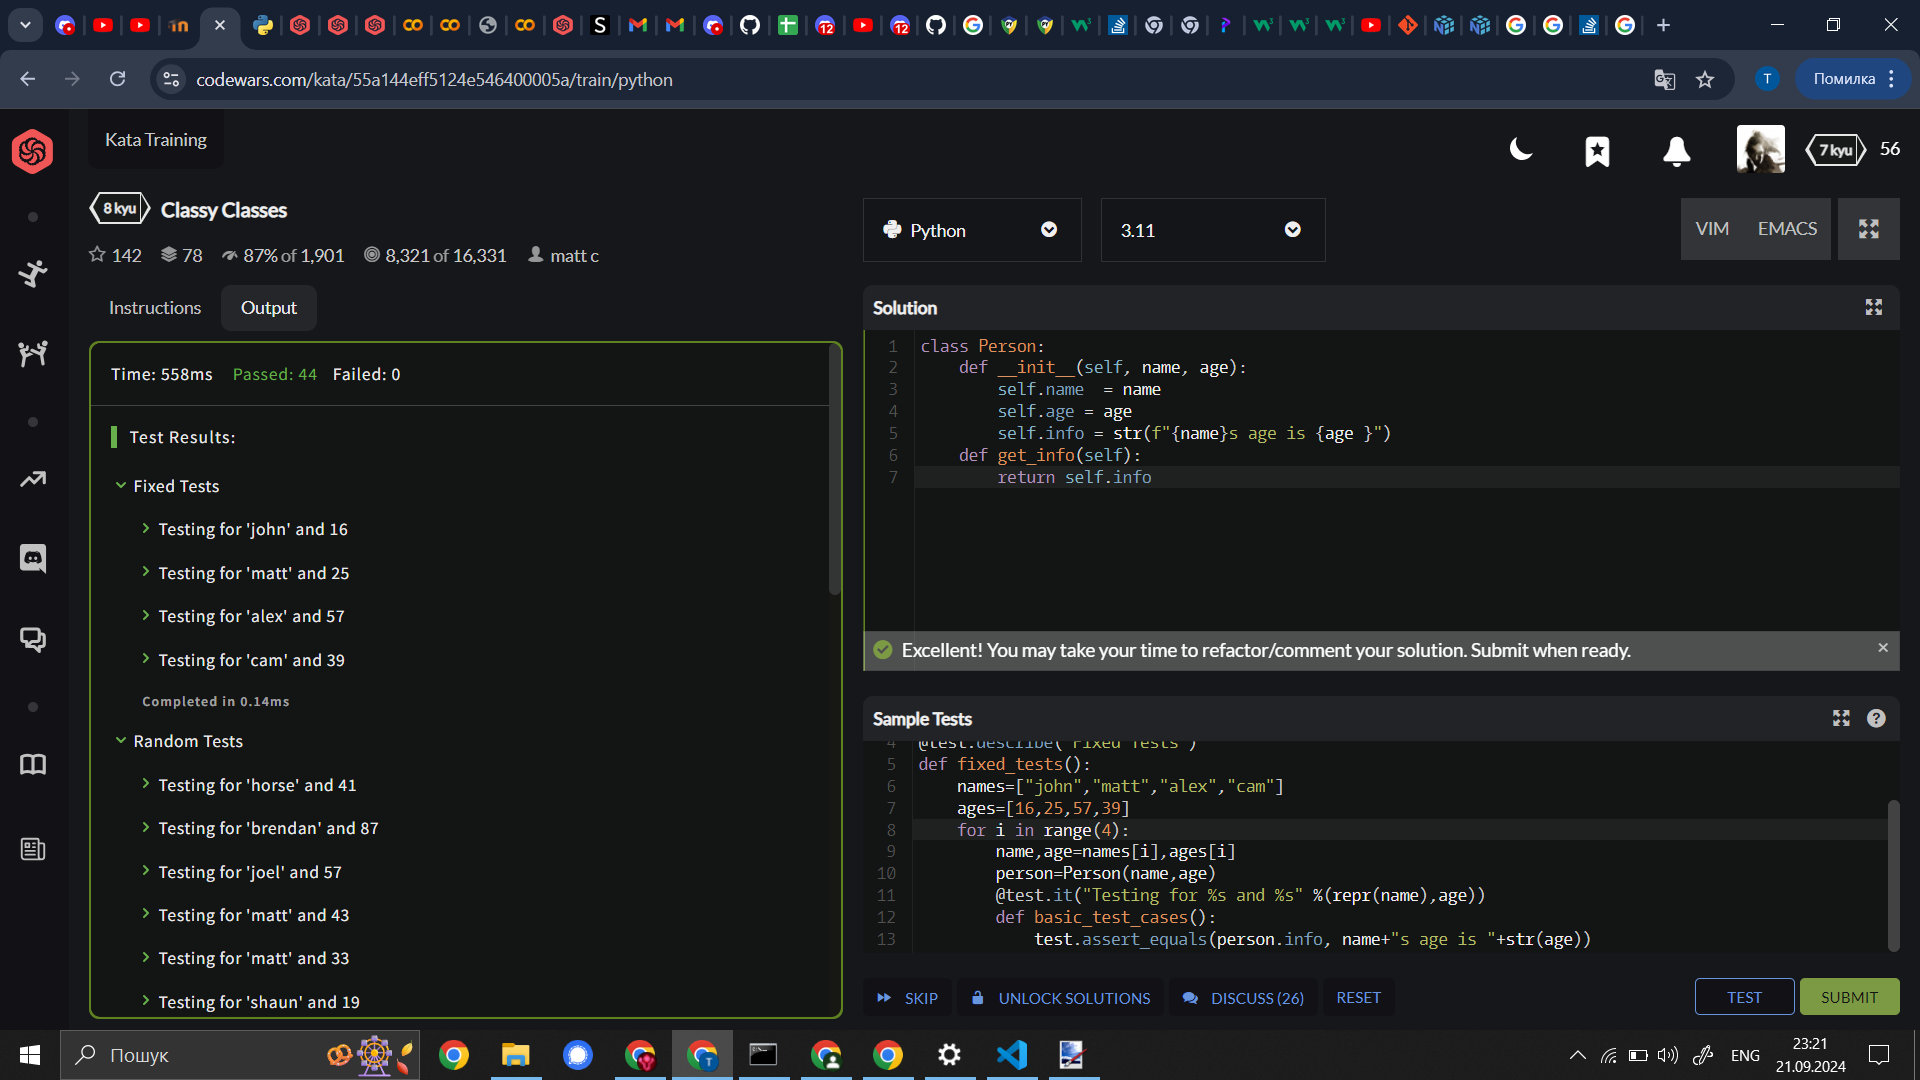 in
12
12
S
codewars.com/kata/55a144eff5124e546400005a/train/python
T
Помилка
Kata Training
7 kyu
56
8 kyu
Classy Classes
142
78
87% of 1,901
8,321 of 16,331
matt c
Python
3.11
VIM
EMACS
Instructions
Output
Time: 558ms
Passed: 44
Failed: 0
Test Results:
Fixed Tests
Testing for 'john' and 16
Testing for 'matt' and 25
Testing for 'alex' and 57
Testing for 'cam' and 39
Completed in 0.14ms
Random Tests
Testing for 'horse' and 41
Testing for 'brendan' and 87
Testing for 'joel' and 57
Testing for 'matt' and 43
Testing for 'matt' and 33
Testing for 'shaun' and 19
Solution
1 class Person:
2     def __init__(self, name, age):
3         self.name  = name
4         self.age = age
5         self.info = str(f"{name}s age is {age }")
6     def get_info(self):
7         return self.info
Excellent! You may take your time to refactor/comment your solution. Submit when ready.
Sample Tests
4 @test.describe("Fixed Tests")
5 def fixed_tests():
6     names=["john","matt","alex","cam"]
7     ages=[16,25,57,39]
8     for i in range(4):
9         name,age=names[i],ages[i]
10         person=Person(name,age)
11         @test.it("Testing for %s and %s" %(repr(name),age))
12         def basic_test_cases():
13             test.assert_equals(person.info, name+"s age is "+str(age))
SKIP
UNLOCK SOLUTIONS
DISCUSS (26)
RESET
TEST
SUBMIT
Пошук
T
ENG
23:21
21.09.2024